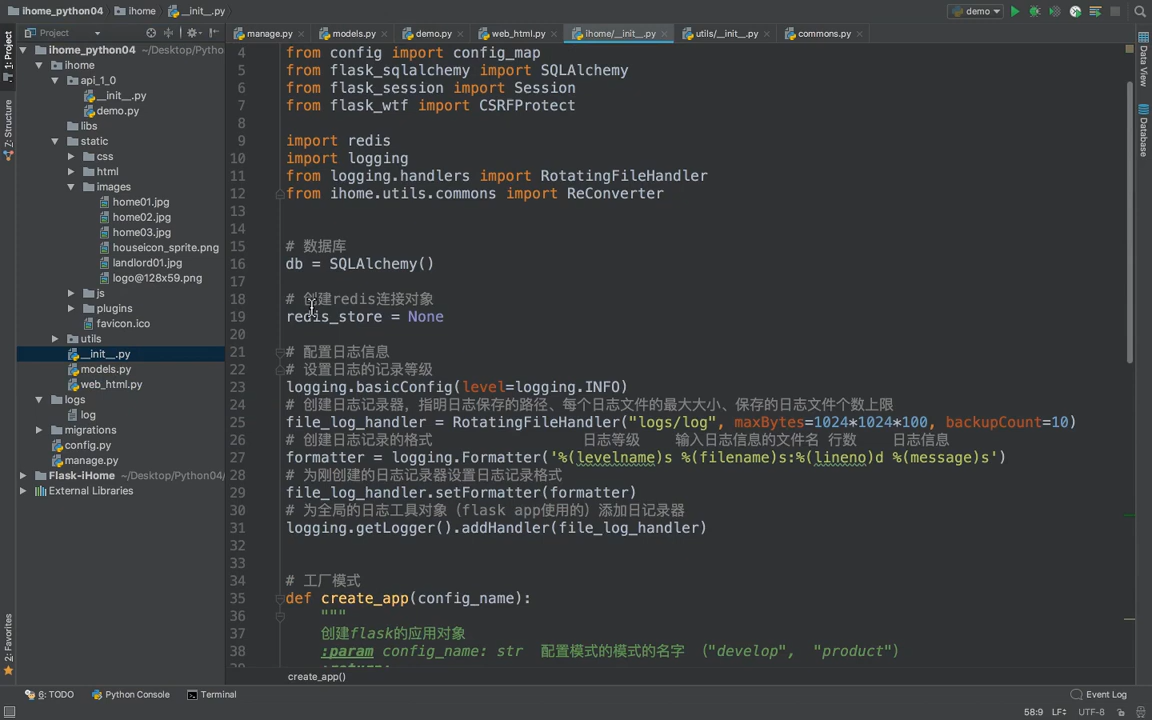 ihome_python04
ihome
__init__.py
demo
Project
manage.py
models.py
demo.py
web_html.py
ihome/__init__.py
utils/__init__.py
commons.py
1: Project
Z: Structure
2: Favorites
Data View
Database
ihome_python04 ~/Desktop/Pytho
ihome
api_1_0
__init__.py
demo.py
libs
static
css
html
images
home01.jpg
home02.jpg
home03.jpg
houseicon_sprite.png
landlord01.jpg
logo@128x59.png
js
plugins
favicon.ico
utils
__init__.py
models.py
web_html.py
logs
log
migrations
config.py
manage.py
Flask-iHome ~/Desktop/Python
External Libraries
4 from config import config_map
5 from flask_sqlalchemy import SQLAlchemy
6 from flask_session import Session
7 from flask_wtf import CSRFProtect
8
9 import redis
10 import logging
11 from logging.handlers import RotatingFileHandler
12 from ihome.utils.commons import ReConverter
13
14
15 # 数据库
16 db = SQLAlchemy()
17
18 # 创建redis连接对象
19 redis_store = None
20
21 # 配置日志信息
22 # 设置日志的记录等级
23 logging.basicConfig(level=logging.INFO)
24 # 创建日志记录器，指明日志保存的路径、每个日志文件的最大大小、保存的日志文件个数上限
25 file_log_handler = RotatingFileHandler("logs/log", maxBytes=1024*1024*100, backupCount=10)
26 # 创建日志记录的格式 日志等级 输入日志信息的文件名 行数 日志信息
27 formatter = logging.Formatter('%(levelname)s %(filename)s:%(lineno)d %(message)s')
28 # 为刚创建的日志记录器设置日志记录格式
29 file_log_handler.setFormatter(formatter)
30 # 为全局的日志工具对象（flask app使用的）添加日记录器
31 logging.getLogger().addHandler(file_log_handler)
32
33
34 # 工厂模式
35 def create_app(config_name):
36 """
37 创建flask的应用对象
38 :param config_name: str 配置模式的模式的名字 （"develop", "product"）
create_app()
6: TODO
Python Console
Terminal
Event Log
58:9 LF÷ UTF-8